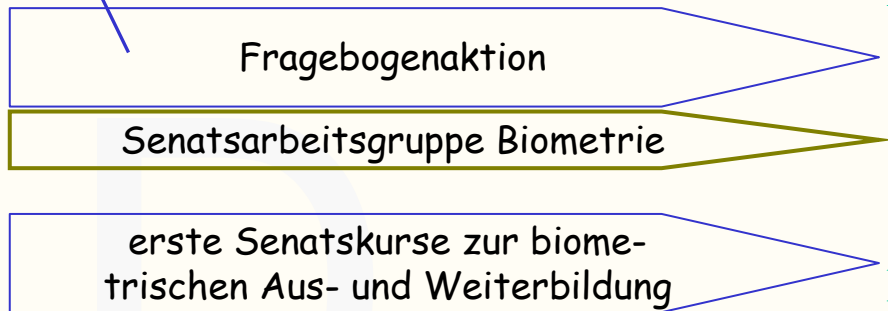 Fragebogenaktion
Senatsarbeitsgruppe Biometrie
erste Senatskurse zur biome-
trischen Aus- und Weiterbildung